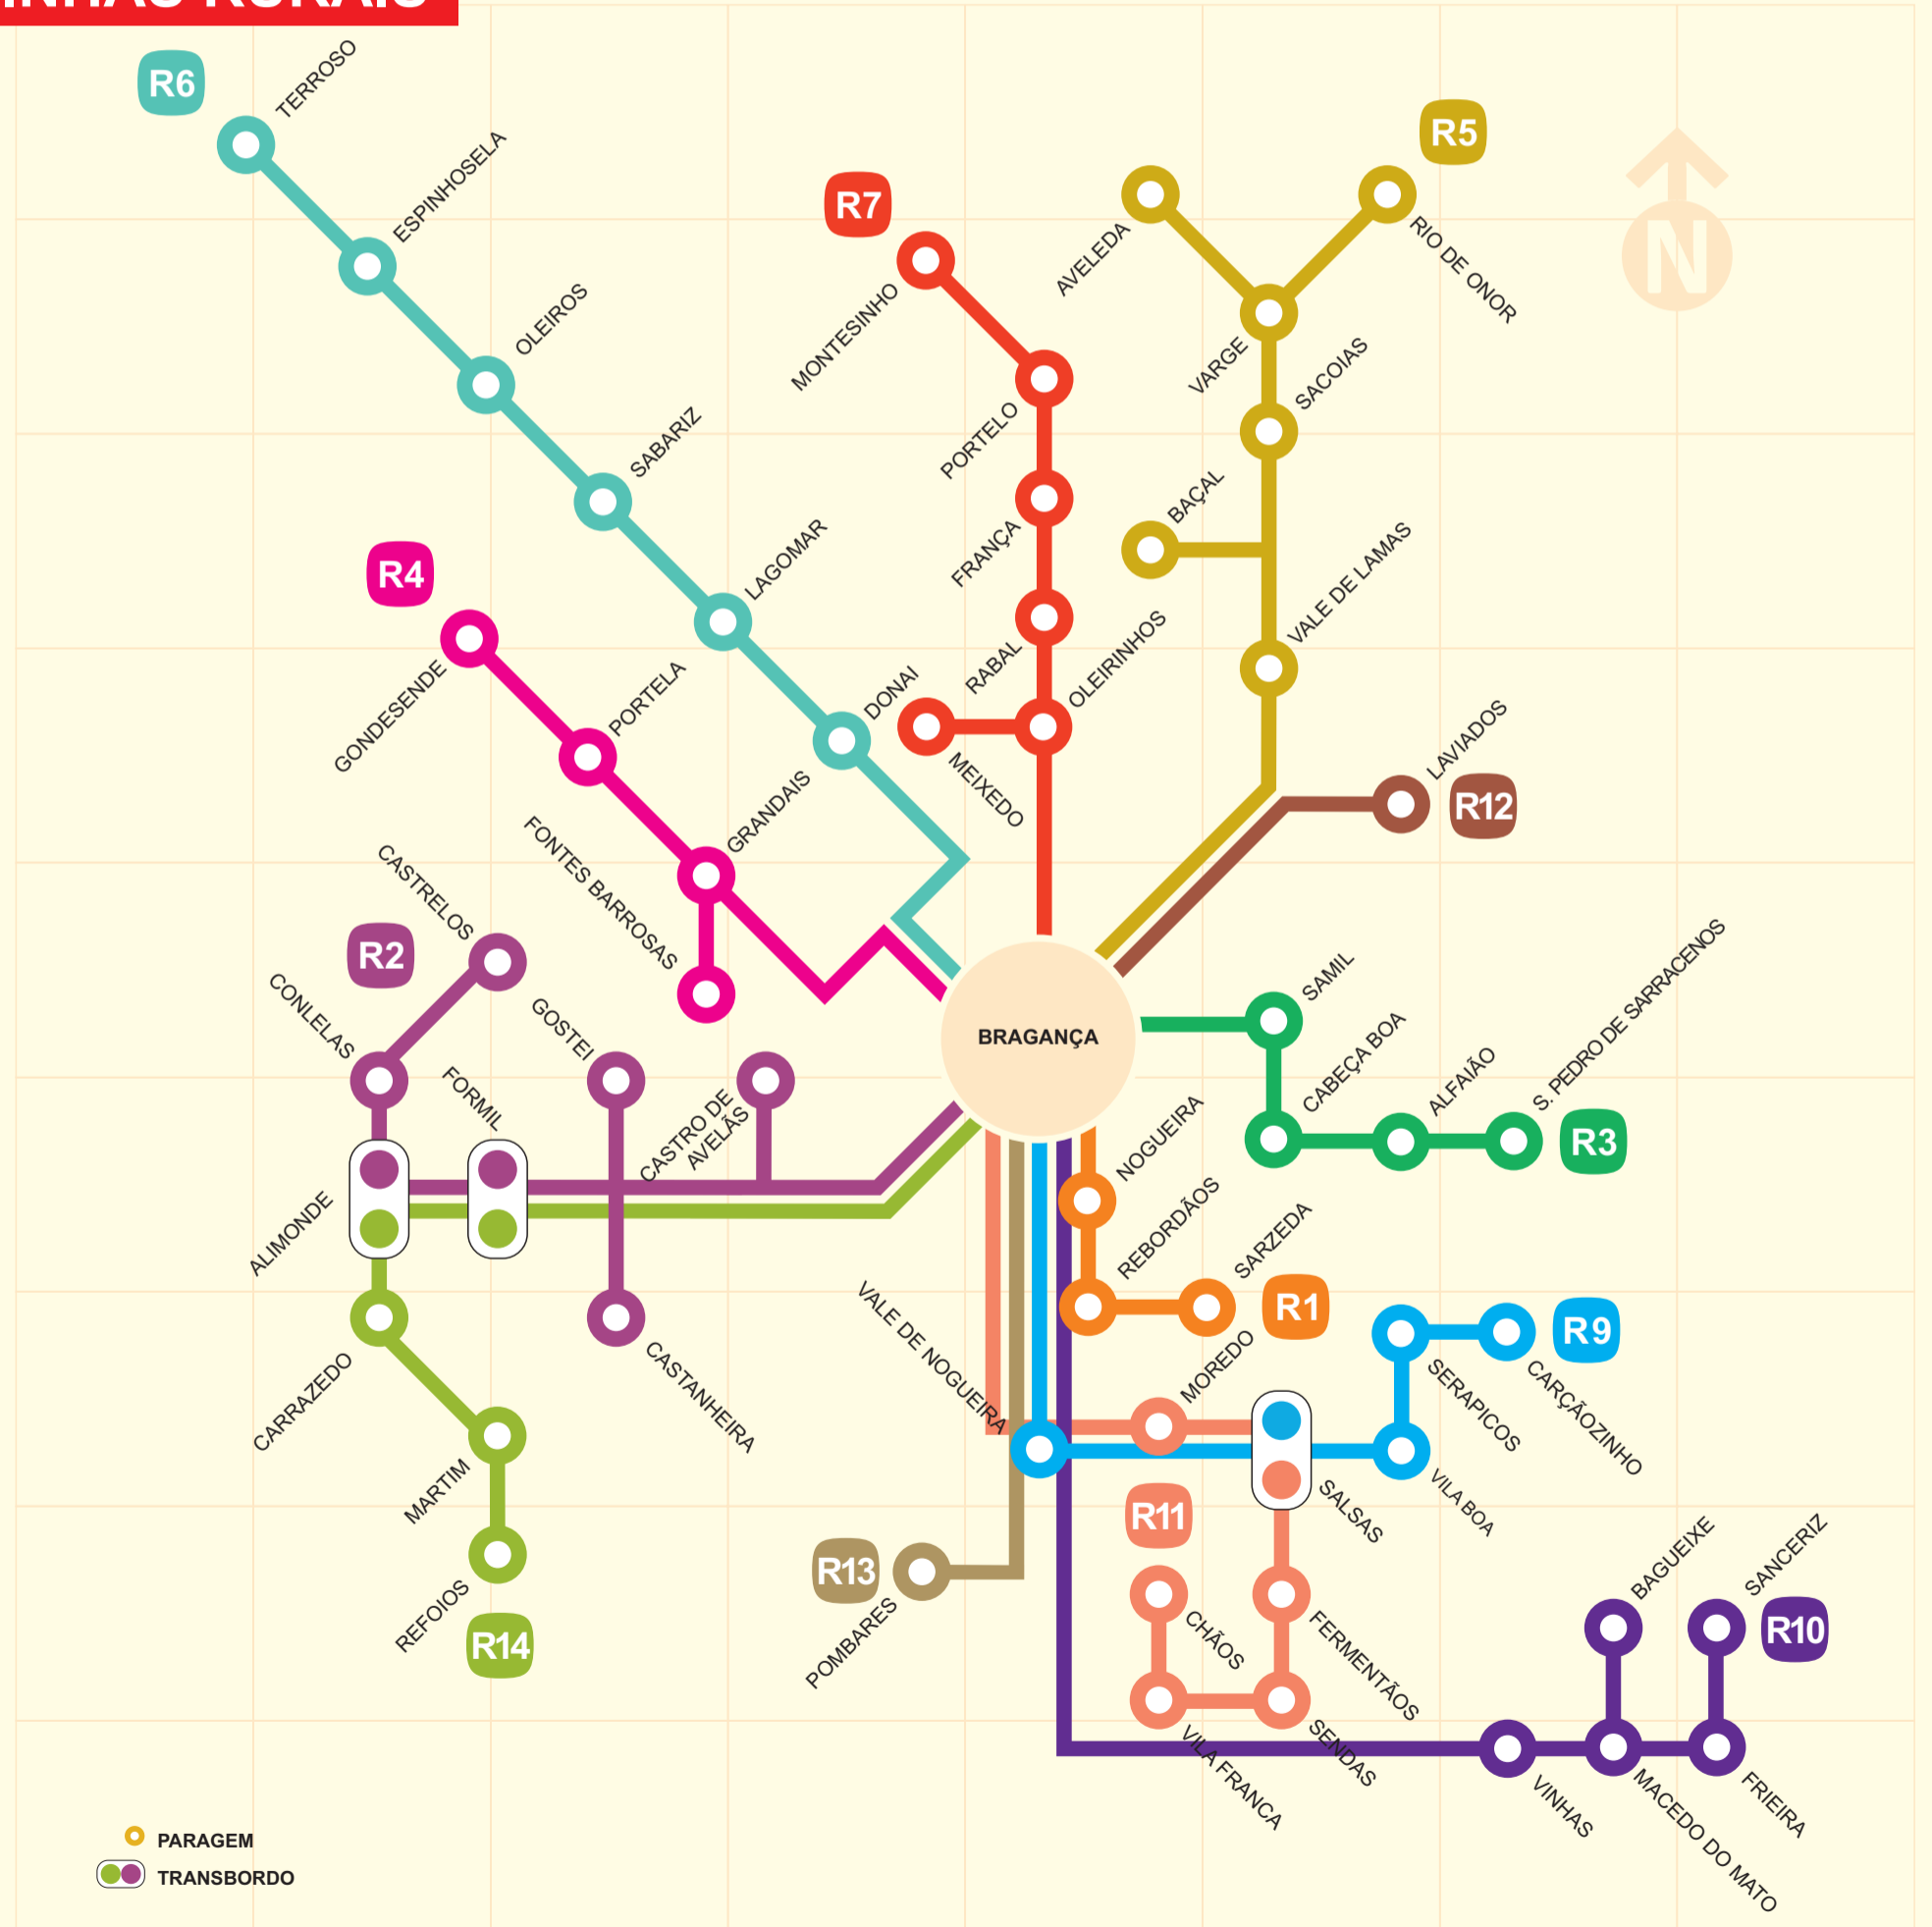 R6
TERROSO
ESPINHOSELA
OLEIROS
SABARIZ
LAGOMAR
DONAI
R7
MONTESINHO
PORTELO
FRANÇA
RABAL
OLEIRINHOS
MEIXEDO
R5
AVELEDA
RIO DE ONOR
VARGE
SACOIAS
BAÇAL
VALE DE LAMAS
N
R4
GONDESENDE
PORTELA
GRANDAIS
FONTES BARROSAS
LAVIADOS
R12
R2
CASTRELOS
CONLELAS
GOSTEI
FORMIL
CASTRO DE
AVELÃS
ALIMONDE
CASTANHEIRA
BRAGANÇA
SAMIL
CABEÇA BOA
ALFAIÃO
S. PEDRO DE SARRACENOS
R3
NOGUEIRA
REBORDÃOS
SARZEDA
R1
CARRAZEDO
MARTIM
REFOIOS
R14
VALE DE NOGUEIRA
MOREDO
SALSAS
SERAPICOS
CARÇÃOZINHO
R9
VILA BOA
R11
R13
POMBARES
CHÃOS
FERMENTÃOS
VILA FRANCA
SENDAS
BAGUEIXE
SANCERIZ
R10
VINHAS
MACEDO DO MATO
FRIEIRA
PARAGEM
TRANSBORDO